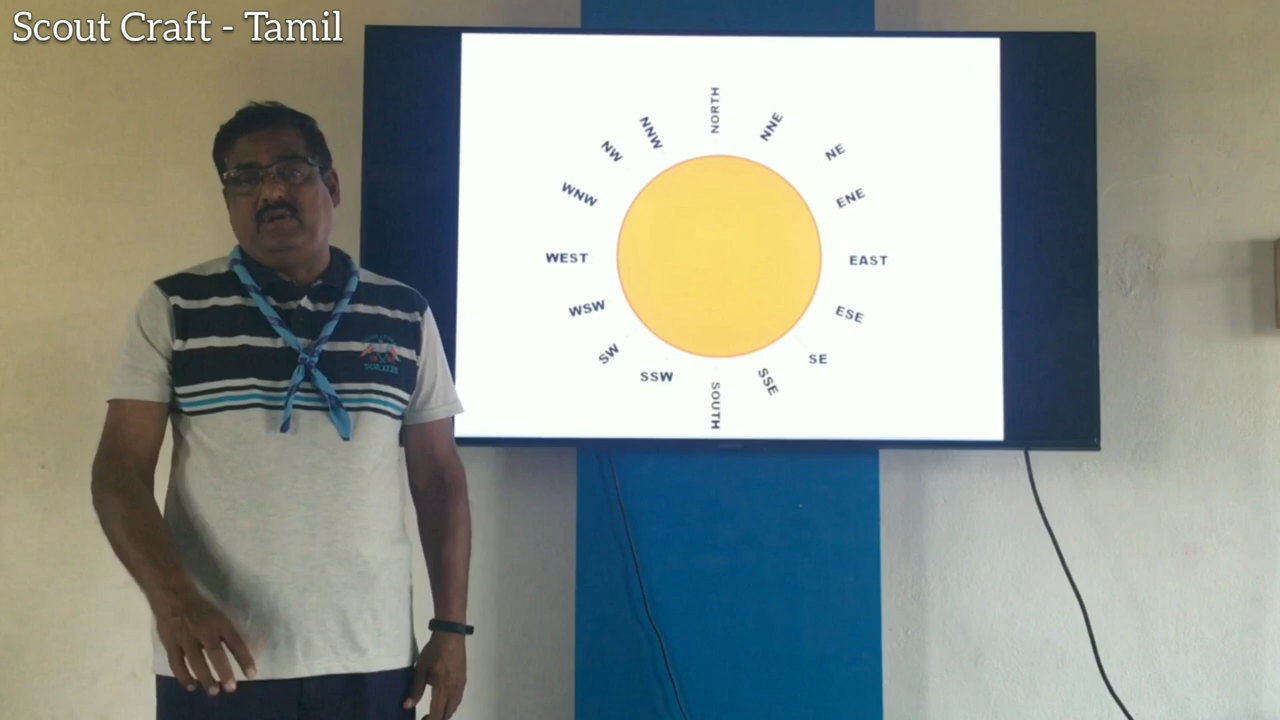 Scout Craft - Tamil
NORTH
NNE
NE
ENE
EAST
ESE
SE
SSE
SOUTH
SSW
SW
WSW
WEST
WNW
NW
NNW